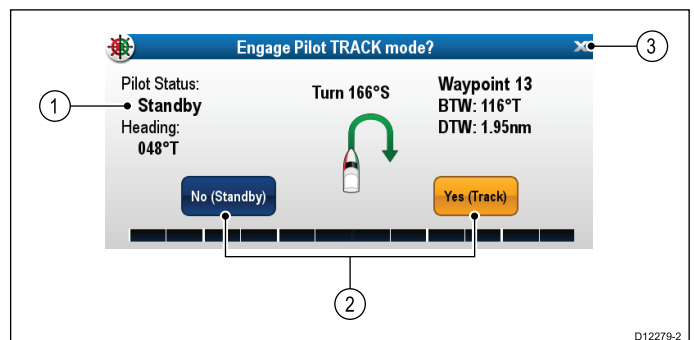 Engage Pilot TRACK mode?
X
3
Pilot Status:
Standby
Heading:
048°T
1
Turn 166°S
Waypoint 13
BTW: 116°T
DTW: 1.95nm
No (Standby)
Yes (Track)
2
D12279-2